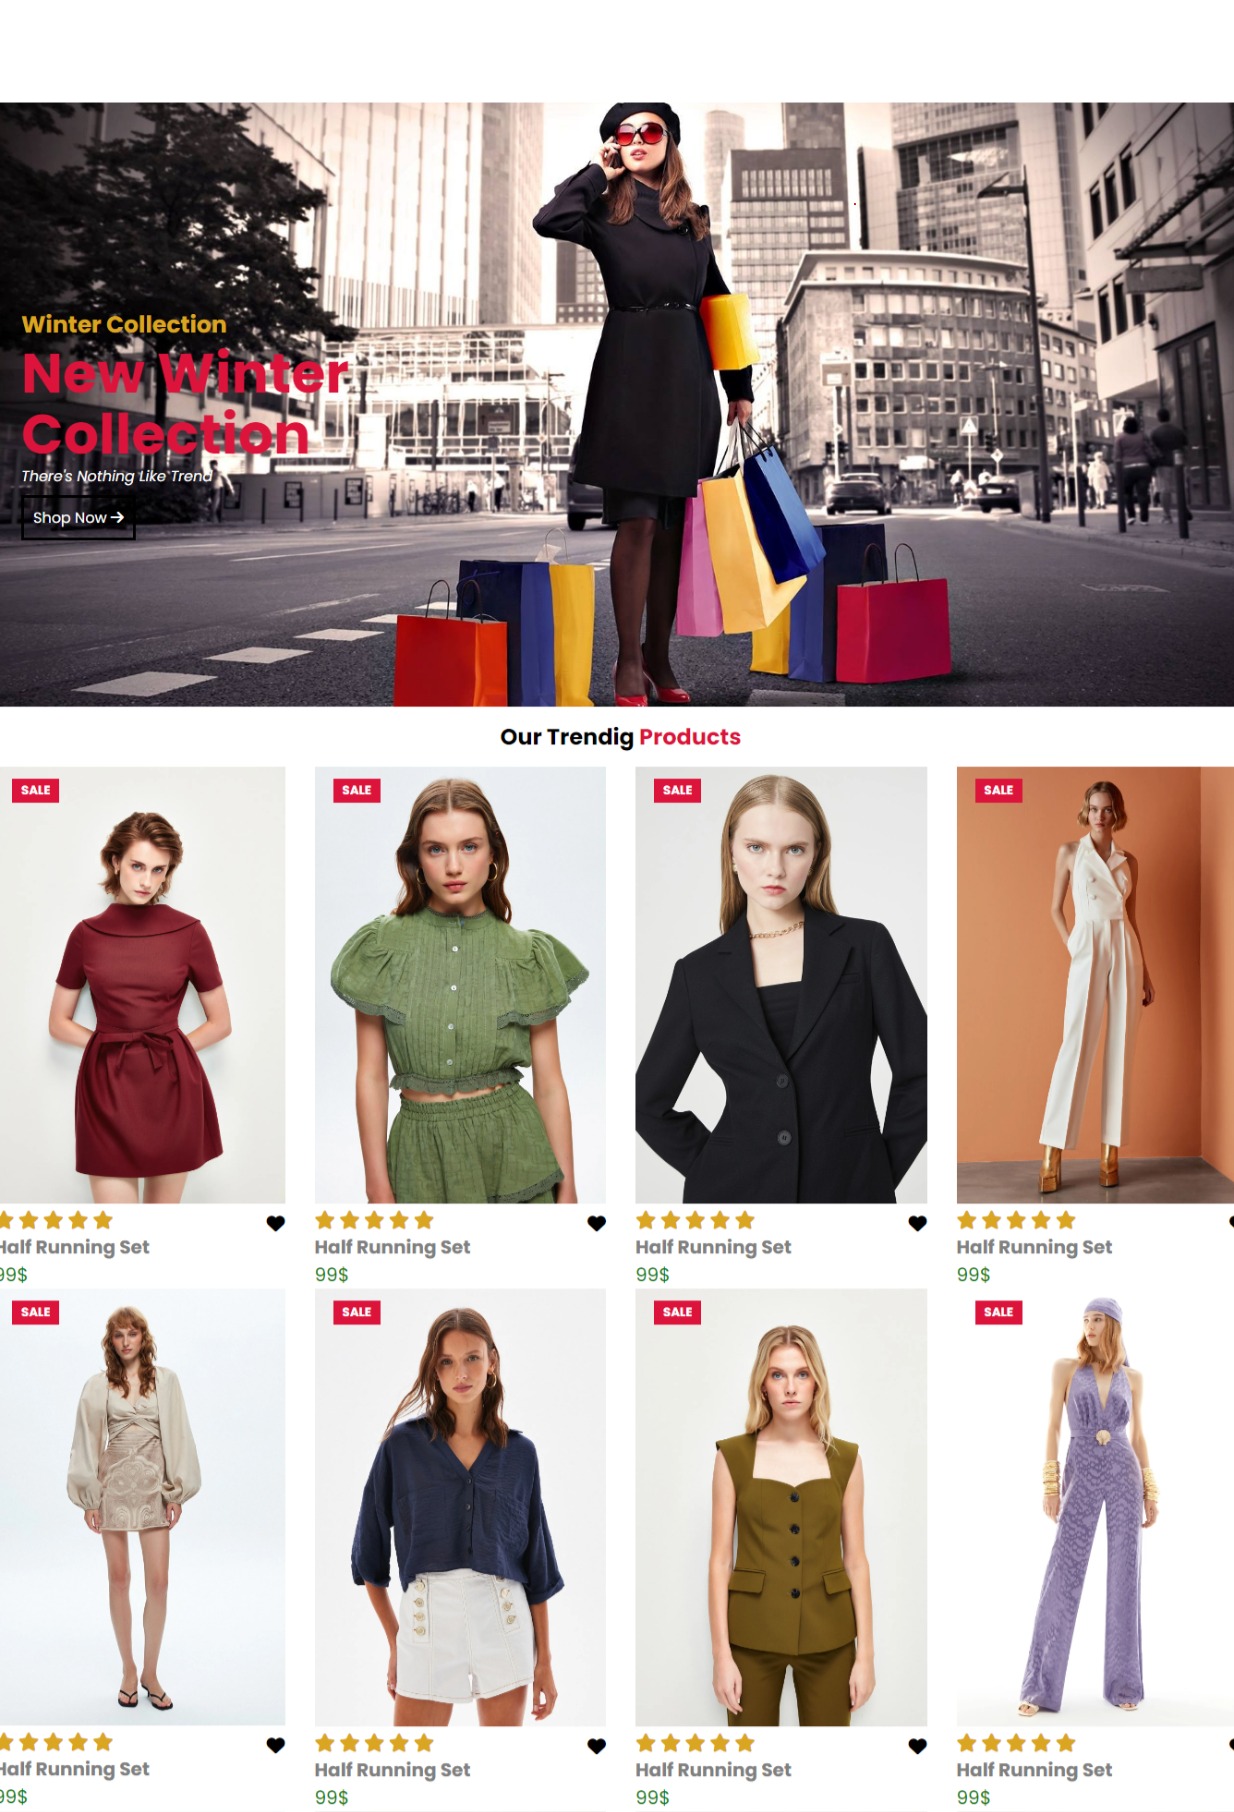 Winter Collection
New Winter
Collection
There's Nothing Like Trend
Shop Now
Our Trendig Products
SALE SALE SALE SALE
Half Running Set Half Running Set Half Running Set Half Running Set
99$ 99$ 99$ 99$
SALE SALE SALE SALE
Half Running Set Half Running Set Half Running Set Half Running Set
99$ 99$ 99$ 99$